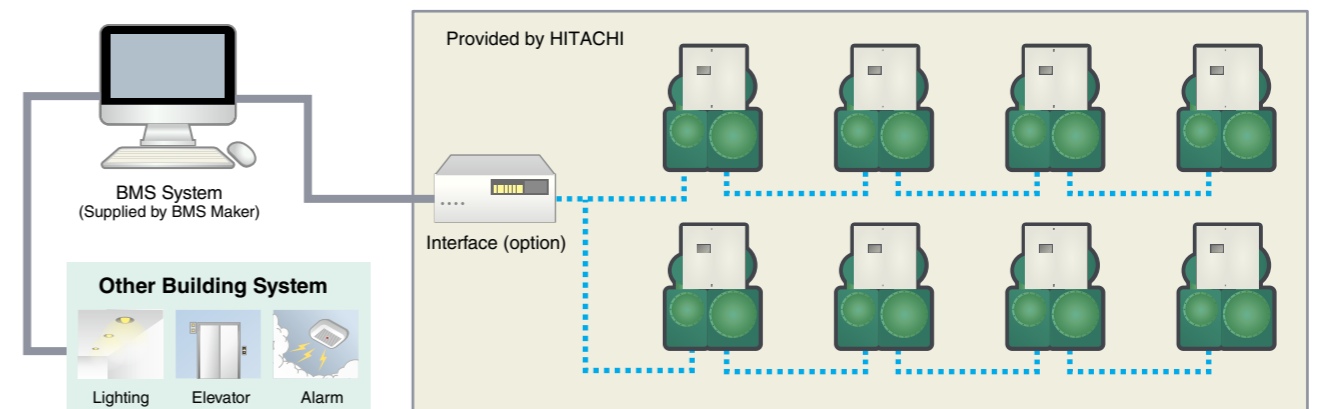 Provided by HITACHI
BMS System
(Supplied by BMS Maker)
Interface (option)
Other Building System
Lighting
Elevator
Alarm